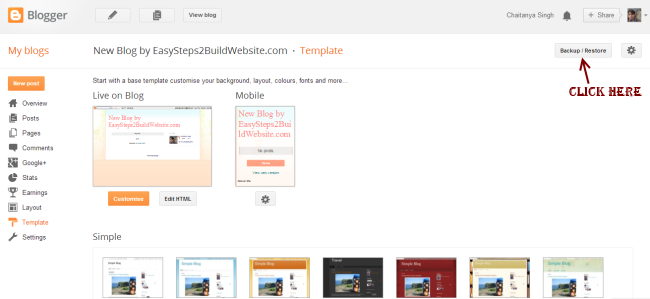 Blogger
View blog
Chaitanya Singh
+ Share
My blogs
New Blog by EasySteps2BuildWebsite.com · Template
Backup / Restore
CLICK HERE
New post
Overview
Posts
Pages
Comments
Google+
Stats
Earnings
Layout
Template
Settings
Start with a base template customise your background, layout, colours, fonts and more...
Live on Blog
Mobile
New Blog by
EasySteps2BuildWebsite.com
New Blog by
EasySteps2Bui
ldWebsite.com
No posts.
Customise
Edit HTML
Simple
Simple Blog
Simple Blog
Simple Blog
Travel
Simple Blog
Simple Blog
Simple Blog